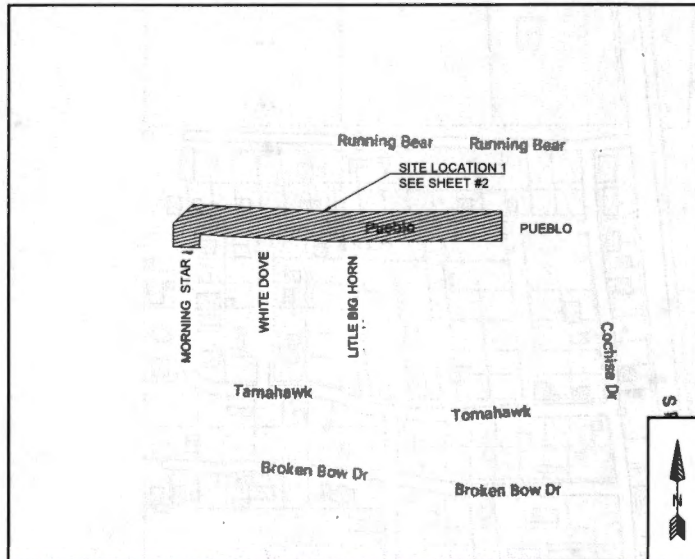 Running Bear Running Bear
SITE LOCATION 1
SEE SHEET #2
Pueblo
PUEBLO
MORNING STAR
WHITE DOVE
LITLE BIG HORN
Cochise Dr
Tamahawk
Tomahawk
Broken Bow Dr
Broken Bow Dr
N